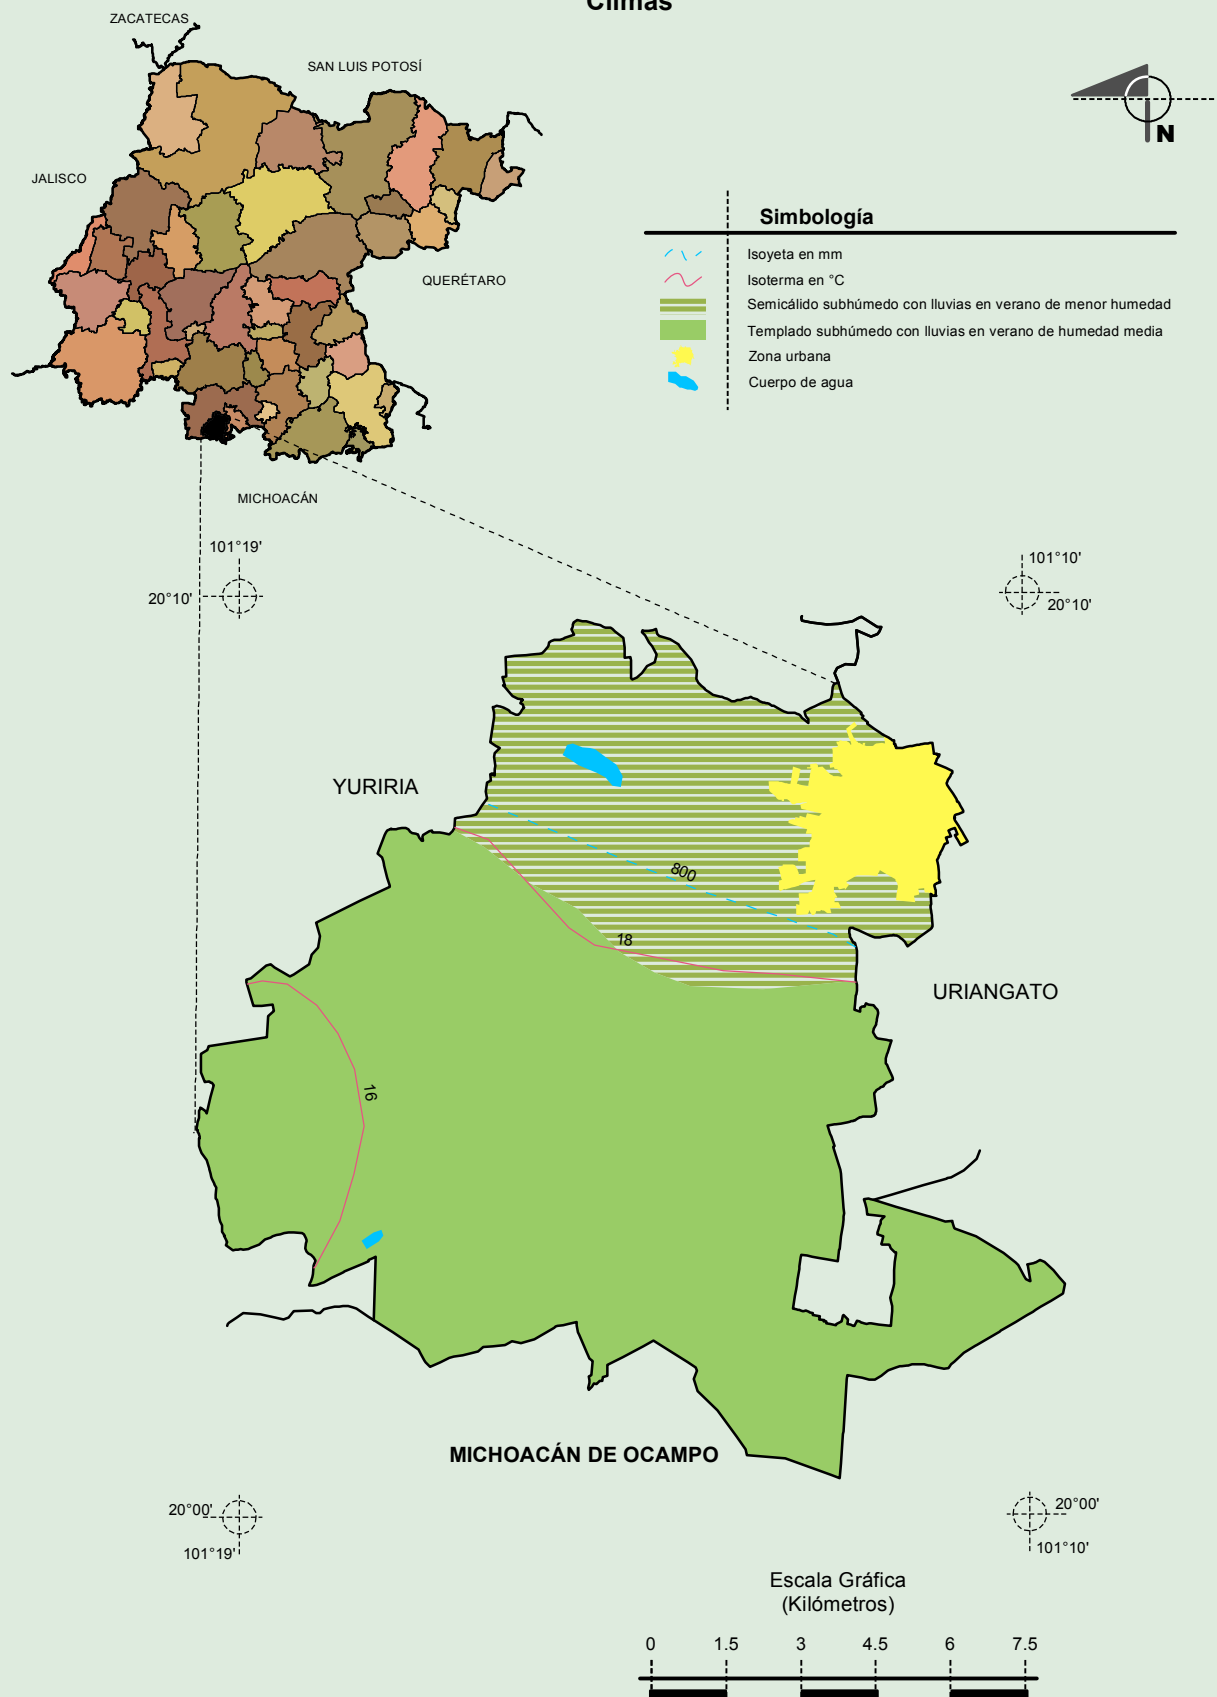 Climas
ZACATECAS
SAN LUIS POTOSÍ
JALISCO
QUERÉTARO
MICHOACÁN
N
Simbología
Isoyeta en mm
Isoterma en °C
Semicálido subhúmedo con lluvias en verano de menor humedad
Templado subhúmedo con lluvias en verano de humedad media
Zona urbana
Cuerpo de agua
101°19'
20°10'
101°10'
20°10'
YURIRIA
800
18
URIANGATO
16
MICHOACÁN DE OCAMPO
20°00'
101°19'
20°00'
101°10'
Escala Gráfica
(Kilómetros)
0 1.5 3 4.5 6 7.5